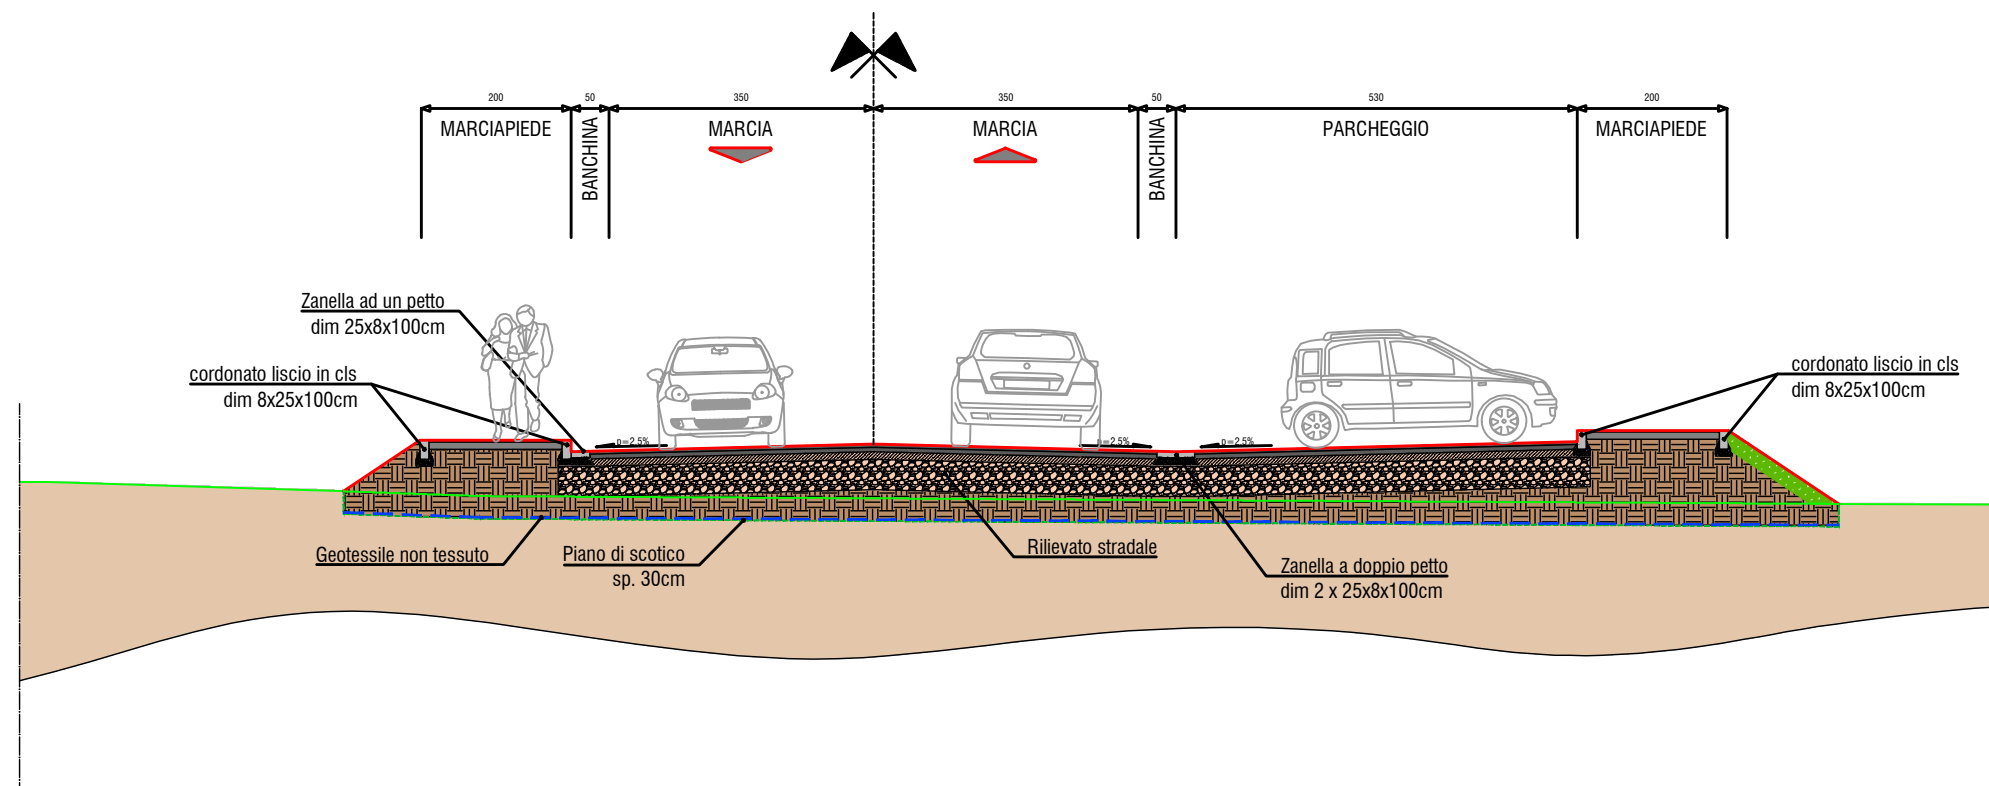 200
50
350
350
50
530
200
MARCIAPIEDE
BANCHINA
MARCIA
MARCIA
BANCHINA
PARCHEGGIO
MARCIAPIEDE
Zanella ad un petto
dim 25x8x100cm
cordonato liscio in cls
dim 8x25x100cm
cordonato liscio in cls
dim 8x25x100cm
p=2.5%
p=2.5%
p=2.5%
Geotessile non tessuto
Piano di scotico
sp. 30cm
Rilievato stradale
Zanella a doppio petto
dim 2 x 25x8x100cm